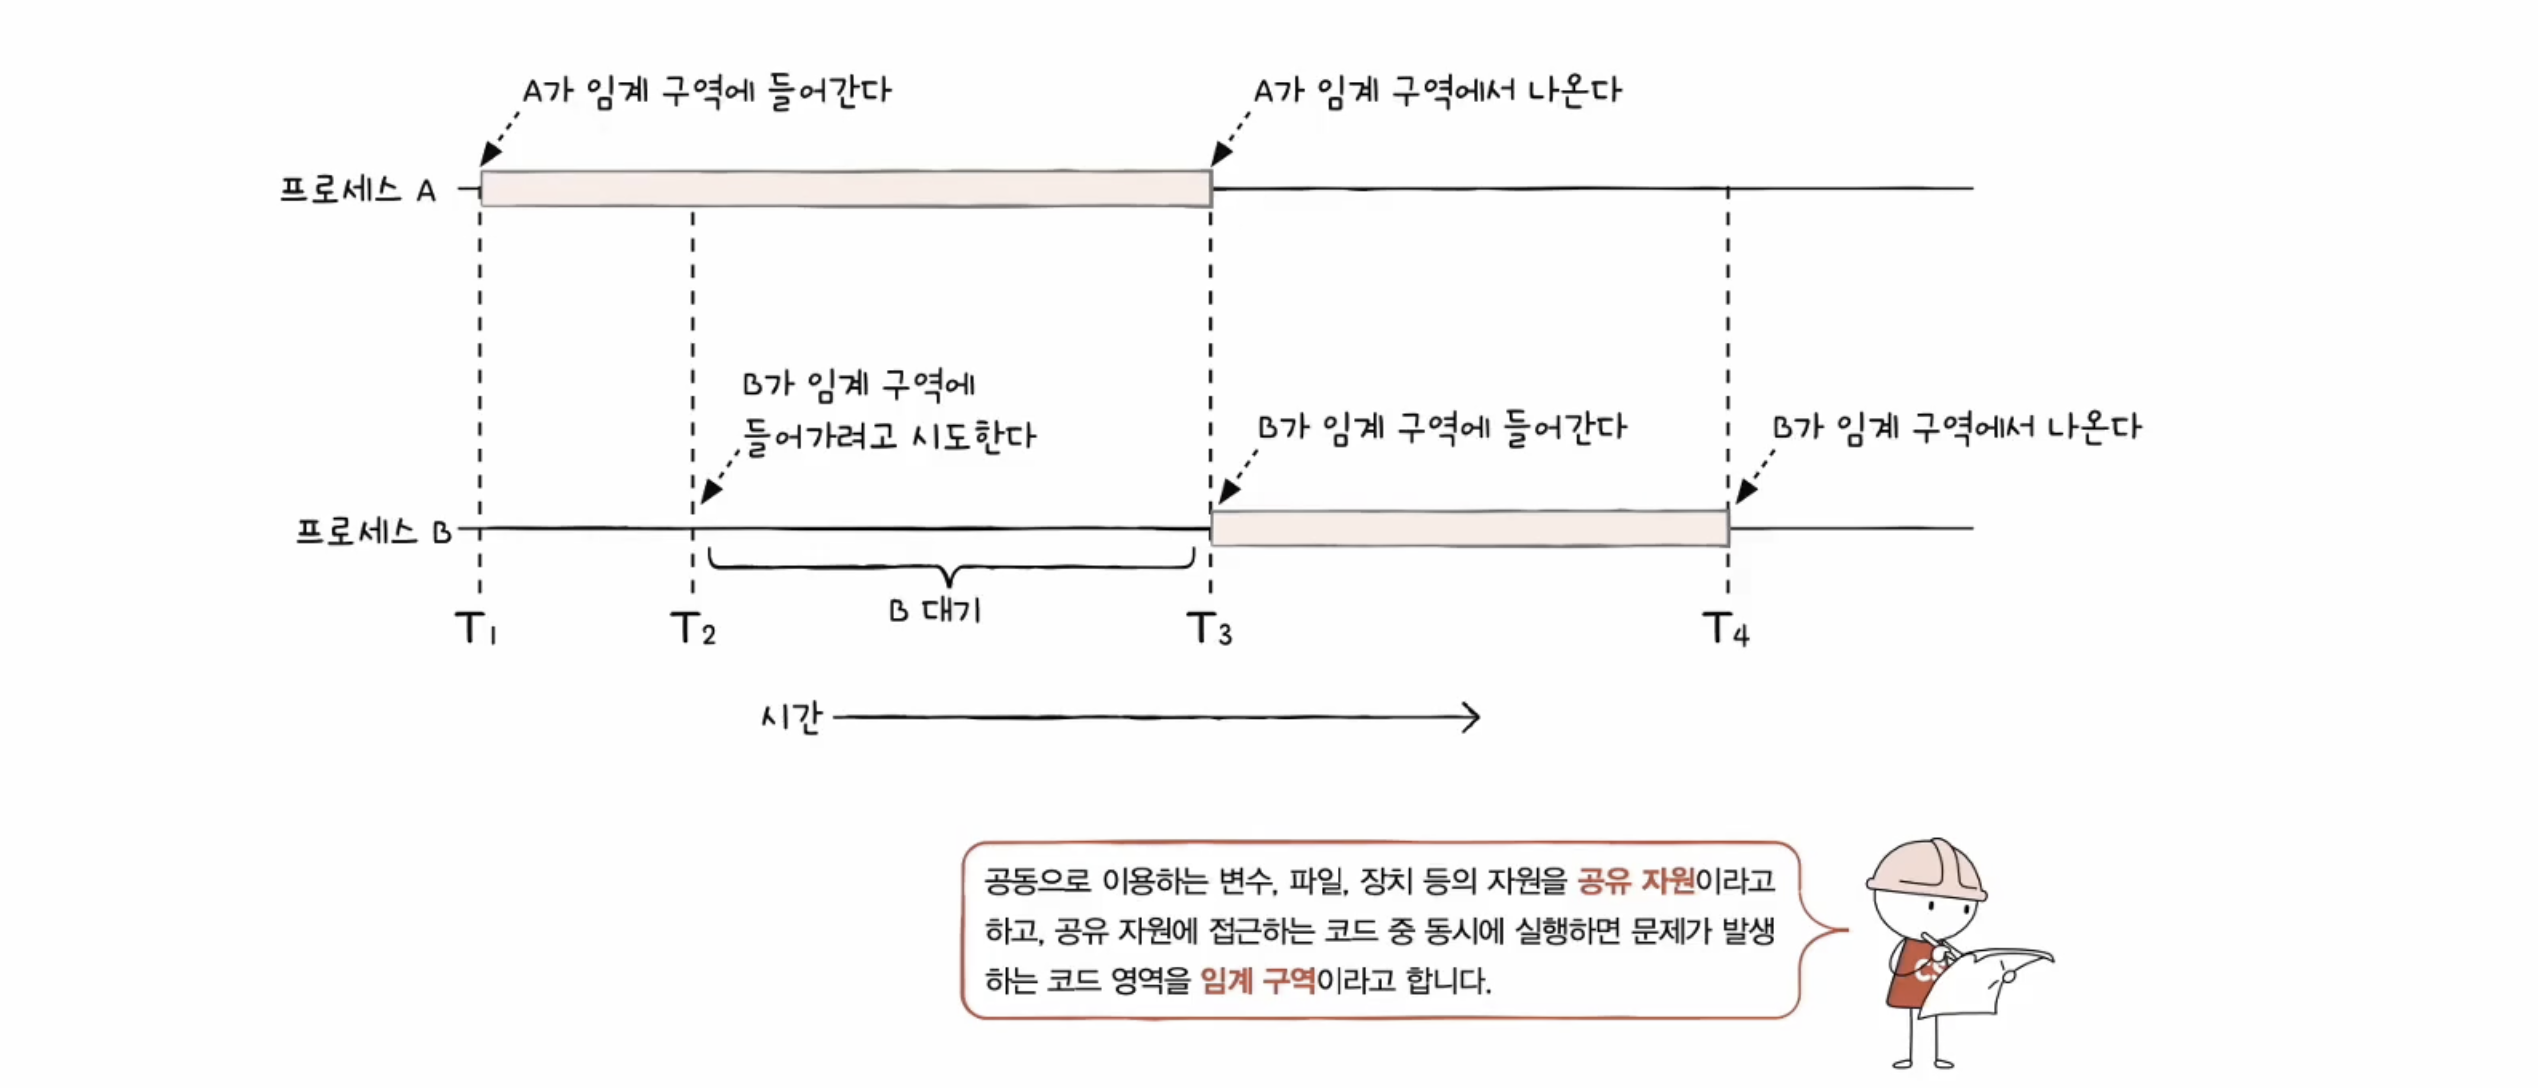 A가 임계 구역에 들어간다
A가 임계 구역에서 나온다
프로세스 A
B가 임계 구역에
들어가려고 시도한다
B가 임계 구역에 들어간다
B가 임계 구역에서 나온다
프로세스 B
B 대기
T1
T2
T3
T4
시간
공동으로 이용하는 변수, 파일, 장치 등의 자원을 공유 자원이라고
하고, 공유 자원에 접근하는 코드 중 동시에 실행하면 문제가 발생
하는 코드 영역을 임계 구역이라고 합니다.